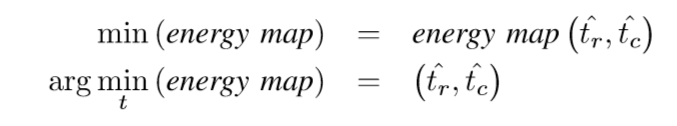 min (energy map) = energy map (t̂_r, t̂_c)
arg min_t (energy map) = (t̂_r, t̂_c)